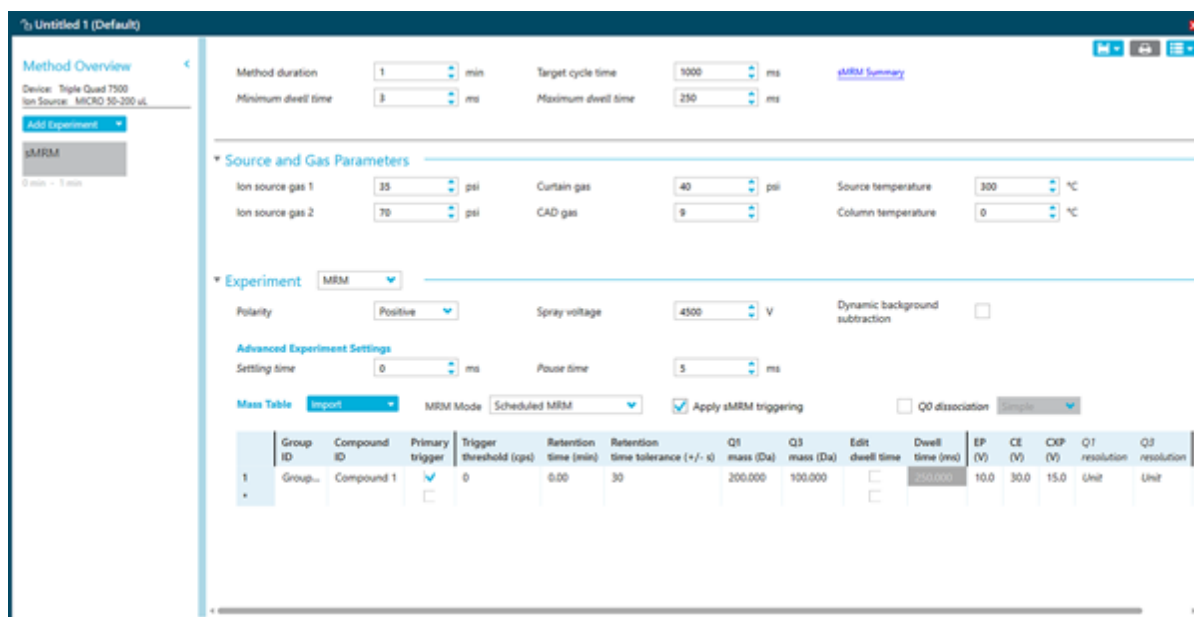 Untitled 1 (Default)
Method Overview
Device: Triple Quad 7500
Ion Source: MICRO 50-200 uL
Add Experiment
sMRM
0 min - 1 min
Method duration 1 min Target cycle time 1000 ms sMRM Summary
Minimum dwell time 3 ms Maximum dwell time 250 ms
Source and Gas Parameters
Ion source gas 1 35 psi Curtain gas 40 psi Source temperature 300 °C
Ion source gas 2 70 psi CAD gas 9 Column temperature 0 °C
Experiment MRM
Polarity Positive Spray voltage 4500 V Dynamic background
subtraction
Advanced Experiment Settings
Settling time 0 ms Pause time 5 ms
Mass Table Import MRM Mode Scheduled MRM Apply sMRM triggering Q0 dissociation Simple
Group Compound Primary Trigger Retention Retention Q1 Q3 Edit Dwell EP CE CXP Q1 Q3
ID ID trigger threshold (cps) time (min) time tolerance (+/- s) mass (Da) mass (Da) dwell time time (ms) (V) (V) (V) resolution resolution
1 Group... Compound 1 0 0.00 30 200.000 100.000 250.000 10.0 30.0 15.0 Unit Unit
*